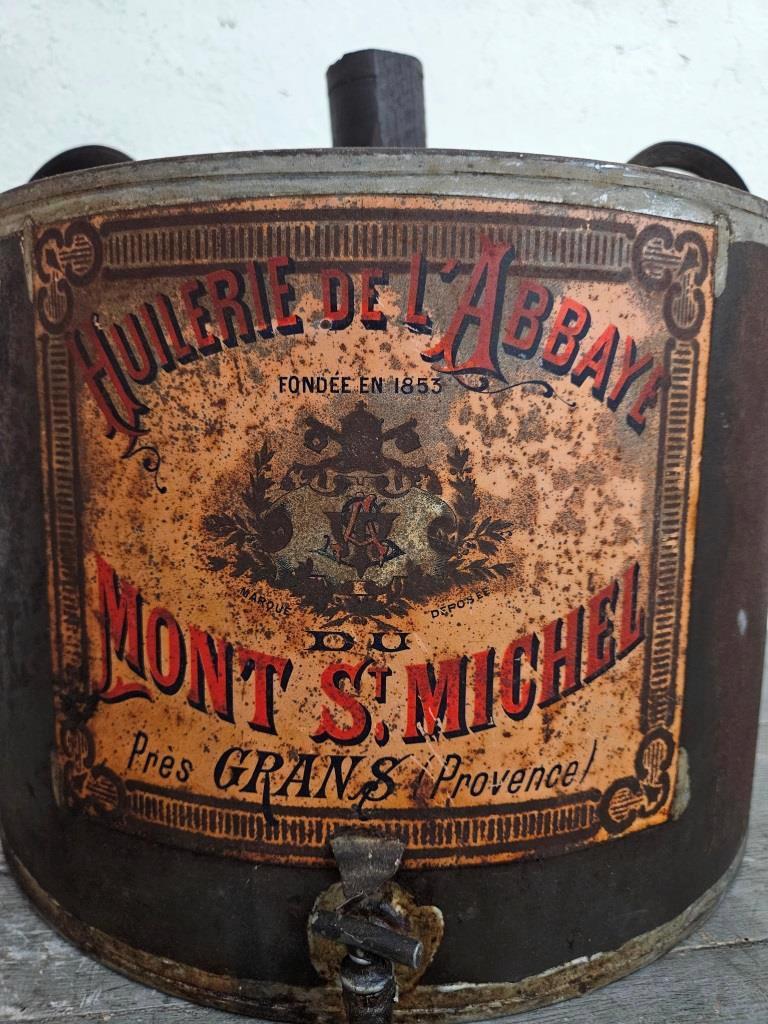 HUILERIE DE L'ABBAYE
FONDÉE EN 1853
MARQUE DÉPOSÉE
DU
MONT ST. MICHEL
Près GRANS (Provence)